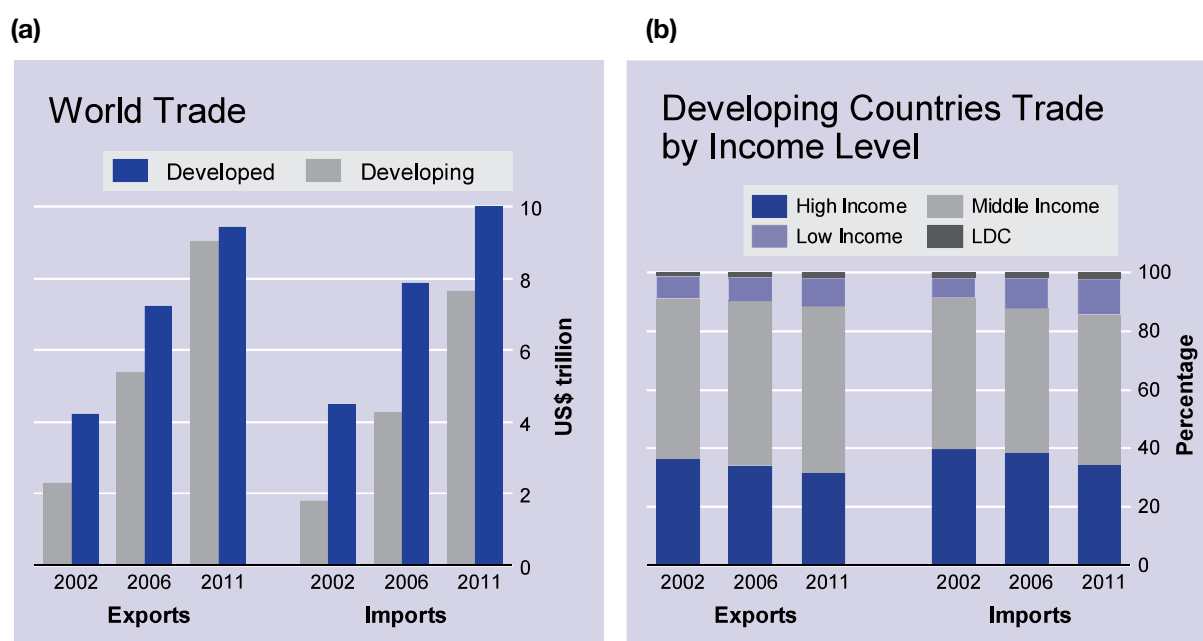 (a)
World Trade
Developed Developing
10
8
6
4
2
0
US$ trillion
2002 2006 2011 2002 2006 2011
Exports Imports
(b)
Developing Countries Trade
by Income Level
High Income Middle Income
Low Income LDC
100
80
60
40
20
0
Percentage
2002 2006 2011 2002 2006 2011
Exports Imports